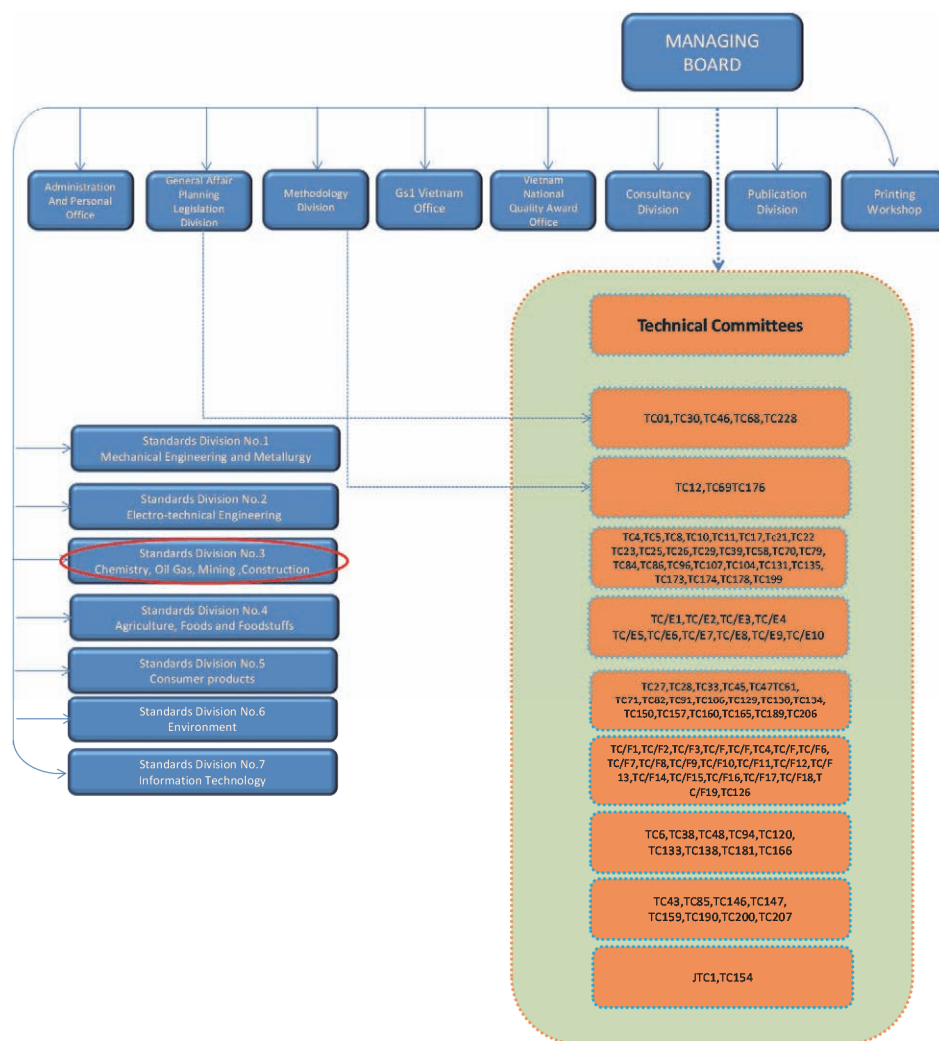 MANAGING
BOARD
Administration
And Personal
Office
General Affair
Planning
Legislation
Division
Methodology
Division
Gs1 Vietnam
Office
Vietnam
National
Quality Award
Office
Consultancy
Division
Publication
Division
Printing
Workshop
Technical Committees
TC01,TC30,TC46,TC68,TC228
TC12,TC69TC176
TC4,TC5,TC8,TC10,TC11,TC17,Tc21,TC22
TC23,TC25,TC26,TC29,TC39,TC58,TC70,TC79,
TC84,TC86,TC96,TC107,TC104,TC131,TC135,
TC173,TC174,TC178,TC199
TC/E1,TC/E2,TC/E3,TC/E4
TC/E5,TC/E6,TC/E7,TC/E8,TC/E9,TC/E10
TC27,TC28,TC33,TC45,TC47TC61,
TC71,TC82,TC91,TC106,TC129,TC130,TC134,
TC150,TC157,TC160,TC165,TC189,TC206
TC/F1,TC/F2,TC/F3,TC/F,TC/F,TC4,TC/F,TC/F6,
TC/F7,TC/F8,TC/F9,TC/F10,TC/F11,TC/F12,TC/F
13,TC/F14,TC/F15,TC/F16,TC/F17,TC/F18,T
C/F19,TC126
TC6,TC38,TC48,TC94,TC120,
TC133,TC138,TC181,TC166
TC43,TC85,TC146,TC147,
TC159,TC190,TC200,TC207
JTC1,TC154
Standards Division No.1
Mechanical Engineering and Metallurgy
Standards Division No.2
Electro-technical Engineering
Standards Division No.3
Chemistry, Oil Gas, Mining ,Construction
Standards Division No.4
Agriculture, Foods and Foodstuffs
Standards Division No.5
Consumer products
Standards Division No.6
Environment
Standards Division No.7
Information Technology